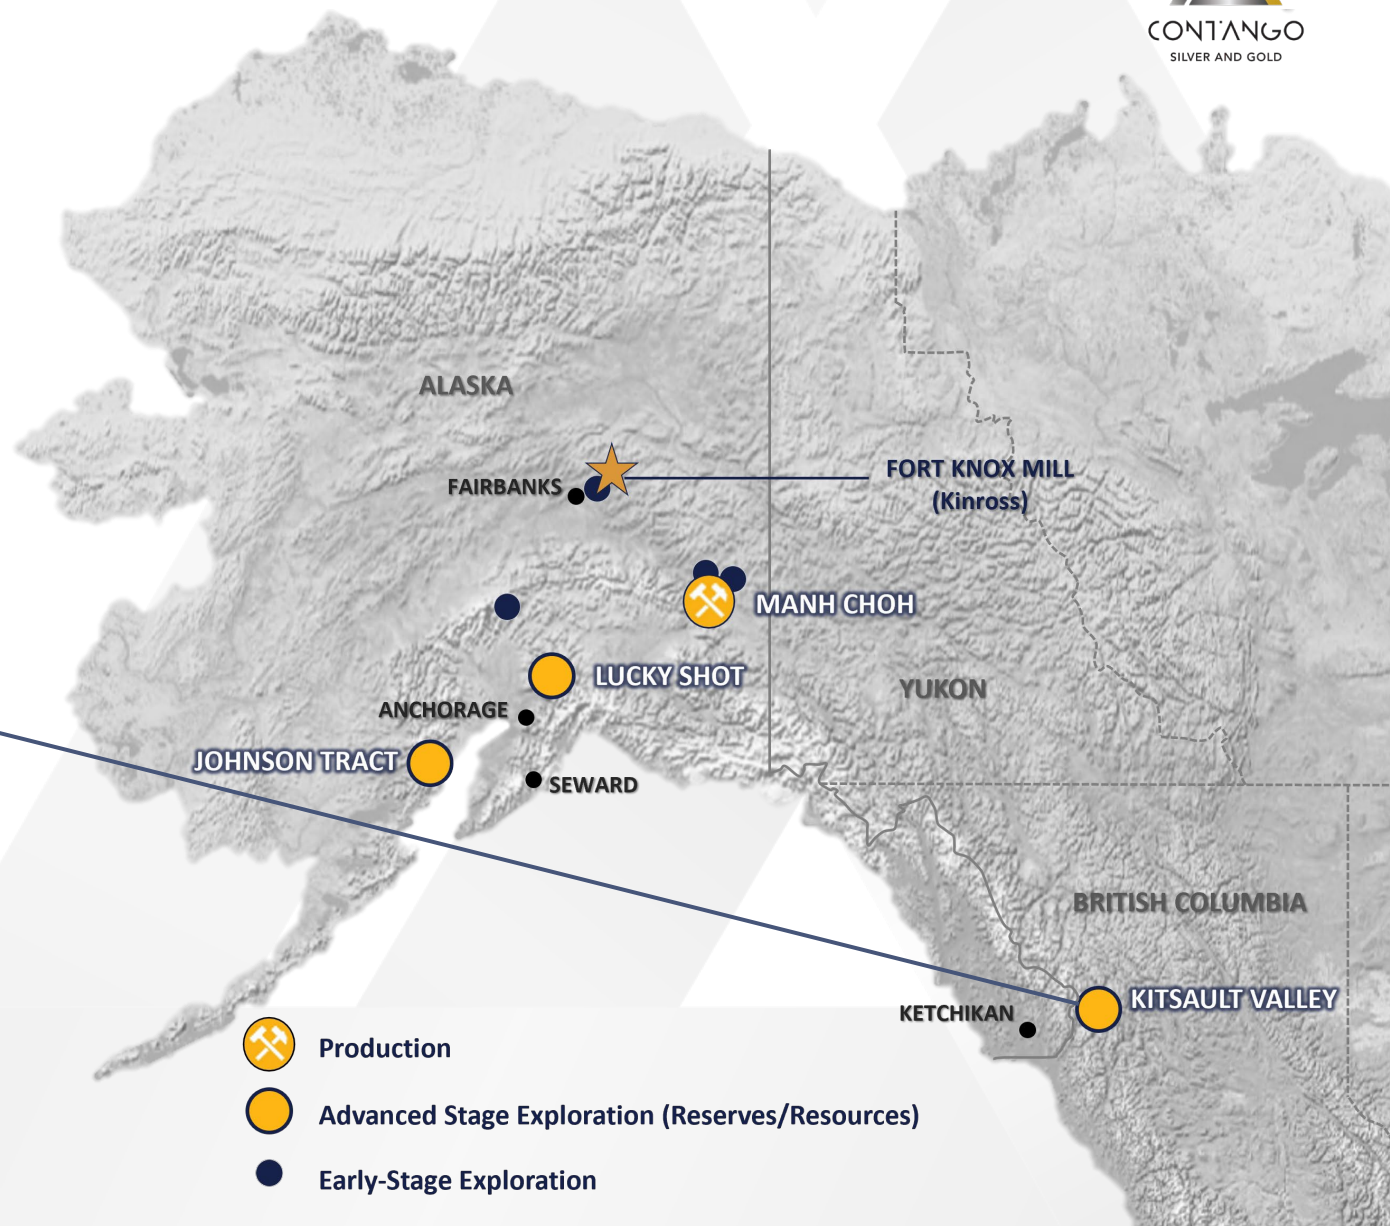 CONTANGO
SILVER AND GOLD
ALASKA
FORT KNOX MILL
(Kinross)
FAIRBANKS
MANH CHOH
LUCKY SHOT
YUKON
ANCHORAGE
JOHNSON TRACT
SEWARD
BRITISH COLUMBIA
KITSAULT VALLEY
KETCHIKAN
Production
Advanced Stage Exploration (Reserves/Resources)
Early-Stage Exploration